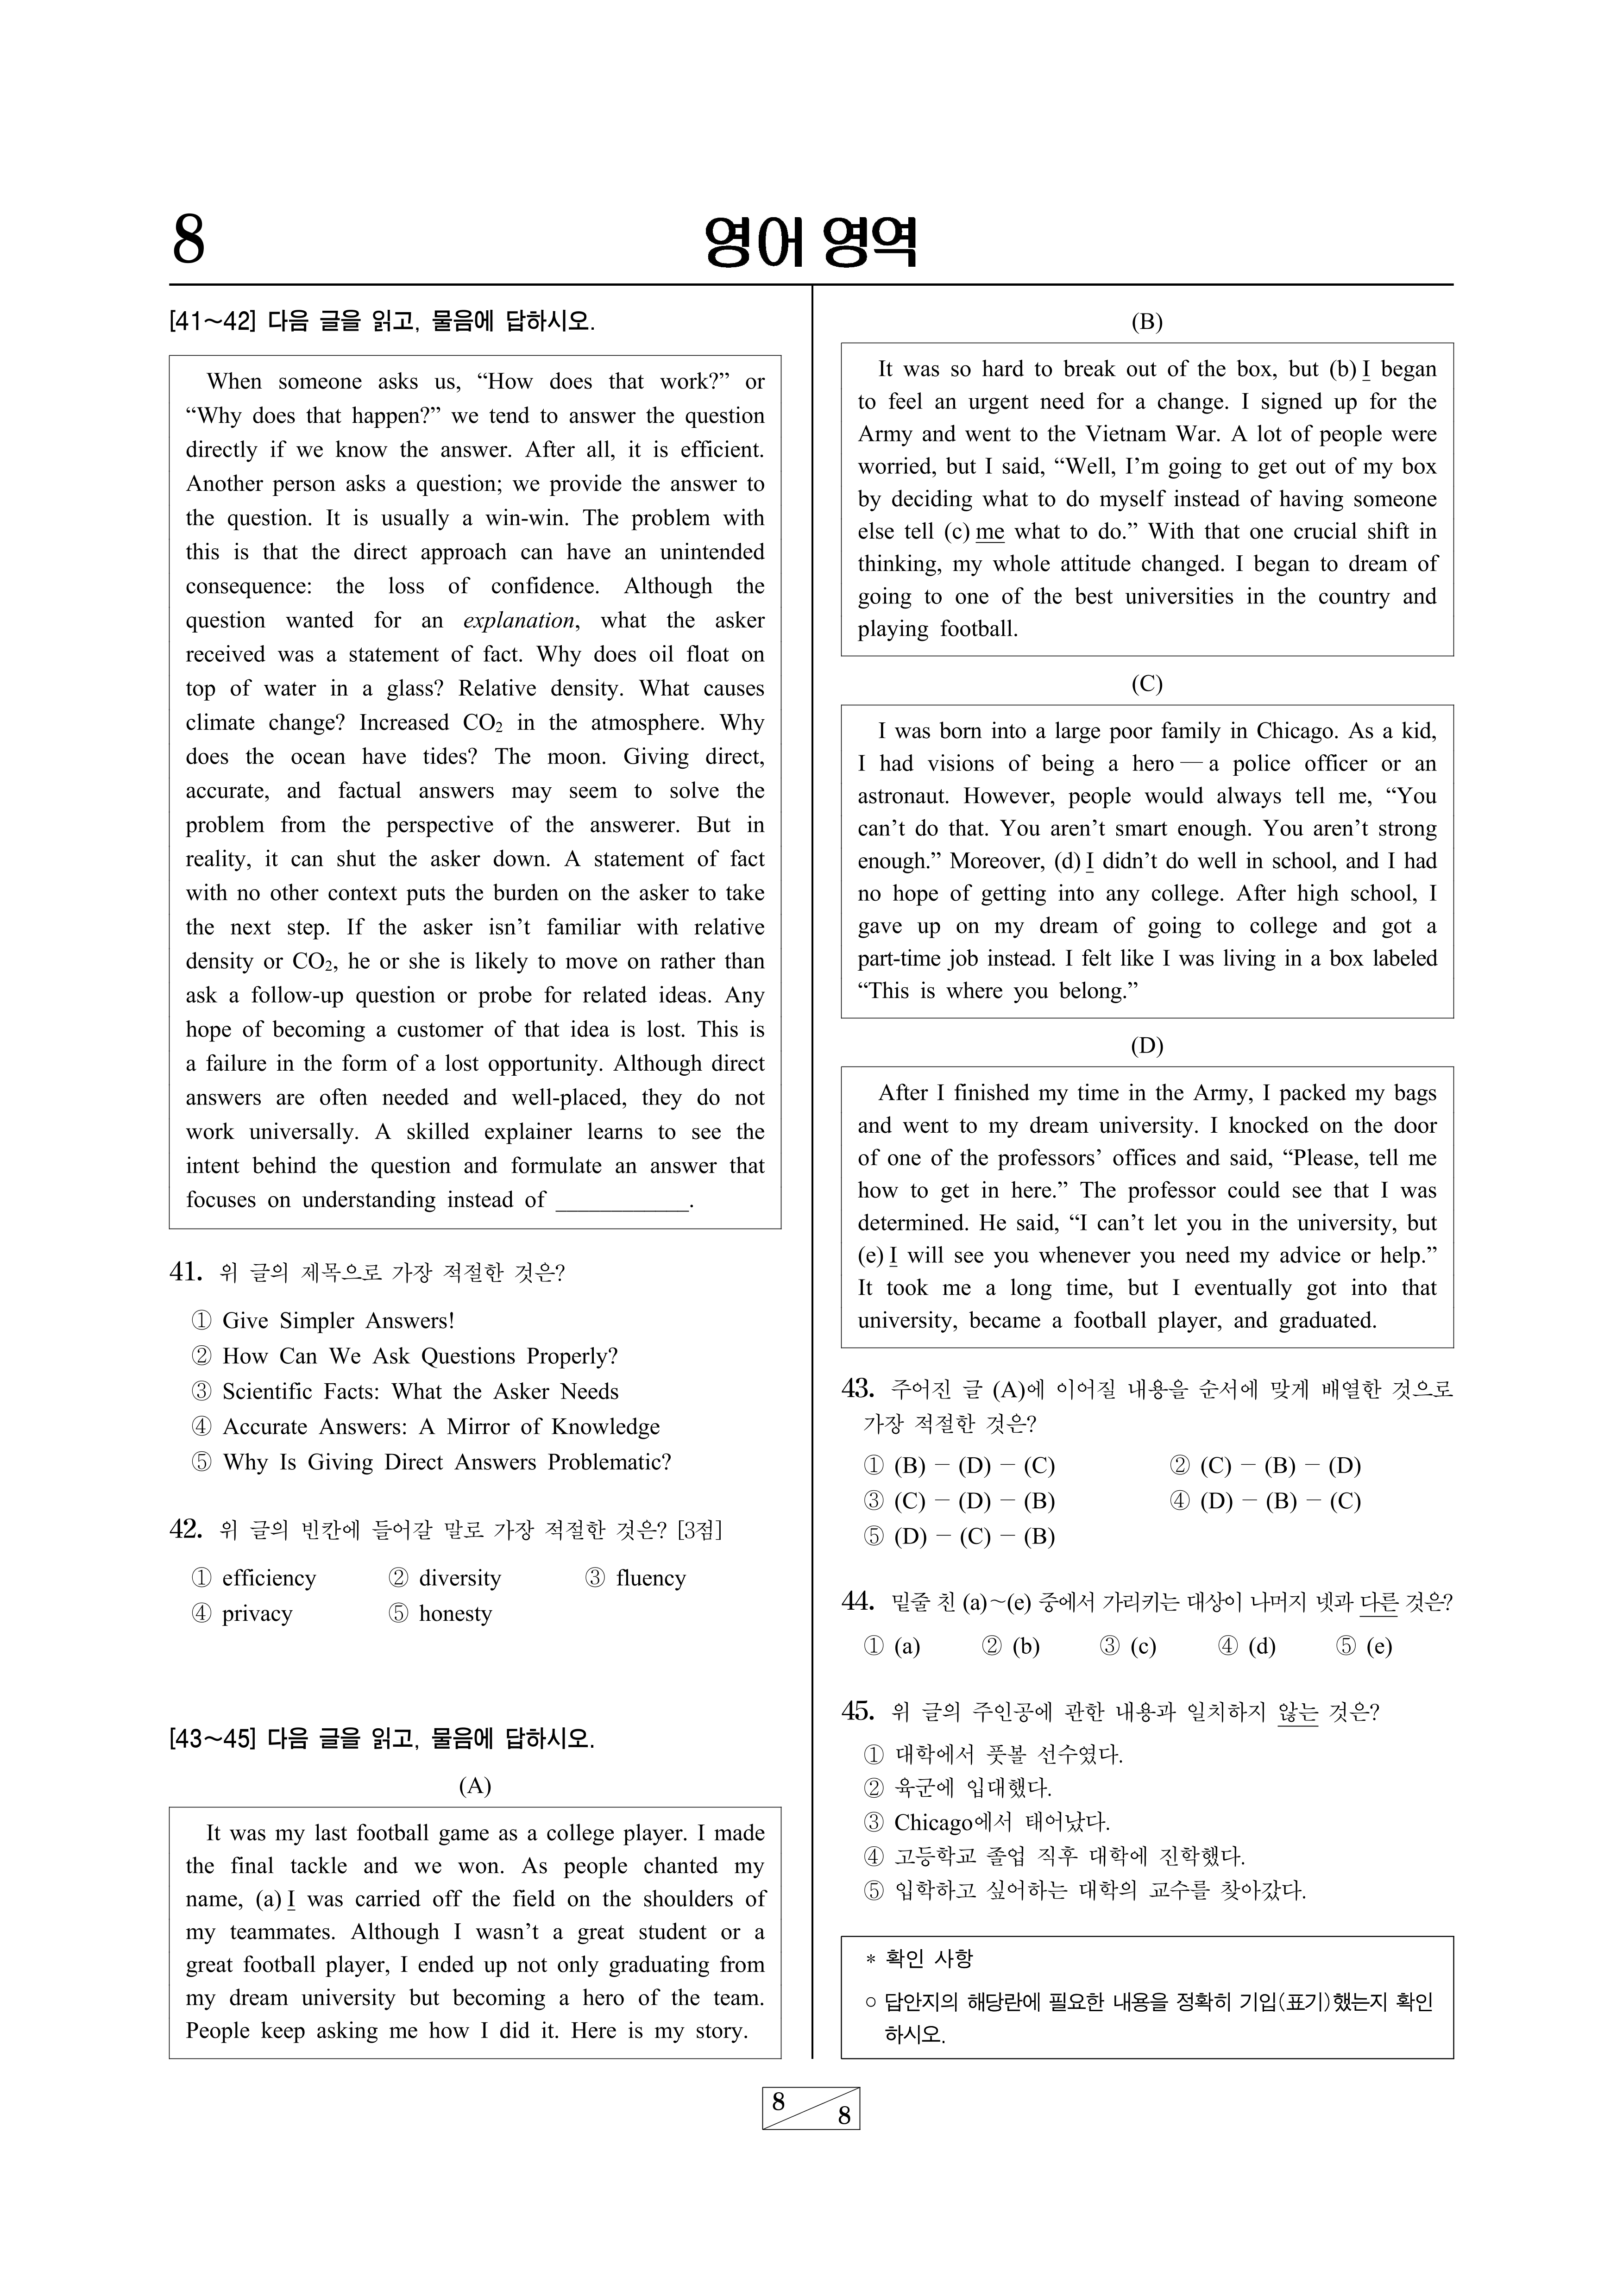 8
영어 영역
[41~42] 다음 글을 읽고, 물음에 답하시오.
When someone asks us, “How does that work?” or
“Why does that happen?” we tend to answer the question
directly if we know the answer. After all, it is efficient.
Another person asks a question; we provide the answer to
the question. It is usually a win-win. The problem with
this is that the direct approach can have an unintended
consequence: the loss of confidence. Although the
question wanted for an explanation, what the asker
received was a statement of fact. Why does oil float on
top of water in a glass? Relative density. What causes
climate change? Increased CO₂ in the atmosphere. Why
does the ocean have tides? The moon. Giving direct,
accurate, and factual answers may seem to solve the
problem from the perspective of the answerer. But in
reality, it can shut the asker down. A statement of fact
with no other context puts the burden on the asker to take
the next step. If the asker isn’t familiar with relative
density or CO₂, he or she is likely to move on rather than
ask a follow-up question or probe for related ideas. Any
hope of becoming a customer of that idea is lost. This is
a failure in the form of a lost opportunity. Although direct
answers are often needed and well-placed, they do not
work universally. A skilled explainer learns to see the
intent behind the question and formulate an answer that
focuses on understanding instead of ___________.
41. 위 글의 제목으로 가장 적절한 것은?
① Give Simpler Answers!
② How Can We Ask Questions Properly?
③ Scientific Facts: What the Asker Needs
④ Accurate Answers: A Mirror of Knowledge
⑤ Why Is Giving Direct Answers Problematic?
42. 위 글의 빈칸에 들어갈 말로 가장 적절한 것은? [3점]
① efficiency ② diversity ③ fluency
④ privacy ⑤ honesty
[43~45] 다음 글을 읽고, 물음에 답하시오.
(A)
It was my last football game as a college player. I made
the final tackle and we won. As people chanted my
name, (a) I was carried off the field on the shoulders of
my teammates. Although I wasn’t a great student or a
great football player, I ended up not only graduating from
my dream university but becoming a hero of the team.
People keep asking me how I did it. Here is my story.
(B)
It was so hard to break out of the box, but (b) I began
to feel an urgent need for a change. I signed up for the
Army and went to the Vietnam War. A lot of people were
worried, but I said, “Well, I’m going to get out of my box
by deciding what to do myself instead of having someone
else tell (c) me what to do.” With that one crucial shift in
thinking, my whole attitude changed. I began to dream of
going to one of the best universities in the country and
playing football.
(C)
I was born into a large poor family in Chicago. As a kid,
I had visions of being a hero — a police officer or an
astronaut. However, people would always tell me, “You
can’t do that. You aren’t smart enough. You aren’t strong
enough.” Moreover, (d) I didn’t do well in school, and I had
no hope of getting into any college. After high school, I
gave up on my dream of going to college and got a
part-time job instead. I felt like I was living in a box labeled
“This is where you belong.”
(D)
After I finished my time in the Army, I packed my bags
and went to my dream university. I knocked on the door
of one of the professors’ offices and said, “Please, tell me
how to get in here.” The professor could see that I was
determined. He said, “I can’t let you in the university, but
(e) I will see you whenever you need my advice or help.”
It took me a long time, but I eventually got into that
university, became a football player, and graduated.
43. 주어진 글 (A)에 이어질 내용을 순서에 맞게 배열한 것으로
가장 적절한 것은?
① (B) － (D) － (C) ② (C) － (B) － (D)
③ (C) － (D) － (B) ④ (D) － (B) － (C)
⑤ (D) － (C) － (B)
44. 밑줄 친 (a)~(e) 중에서 가리키는 대상이 나머지 넷과 다른 것은?
① (a) ② (b) ③ (c) ④ (d) ⑤ (e)
45. 위 글의 주인공에 관한 내용과 일치하지 않는 것은?
① 대학에서 풋볼 선수였다.
② 육군에 입대했다.
③ Chicago에서 태어났다.
④ 고등학교 졸업 직후 대학에 진학했다.
⑤ 입학하고 싶어하는 대학의 교수를 찾아갔다.
* 확인 사항
○ 답안지의 해당란에 필요한 내용을 정확히 기입(표기)했는지 확인
하시오.
8
8